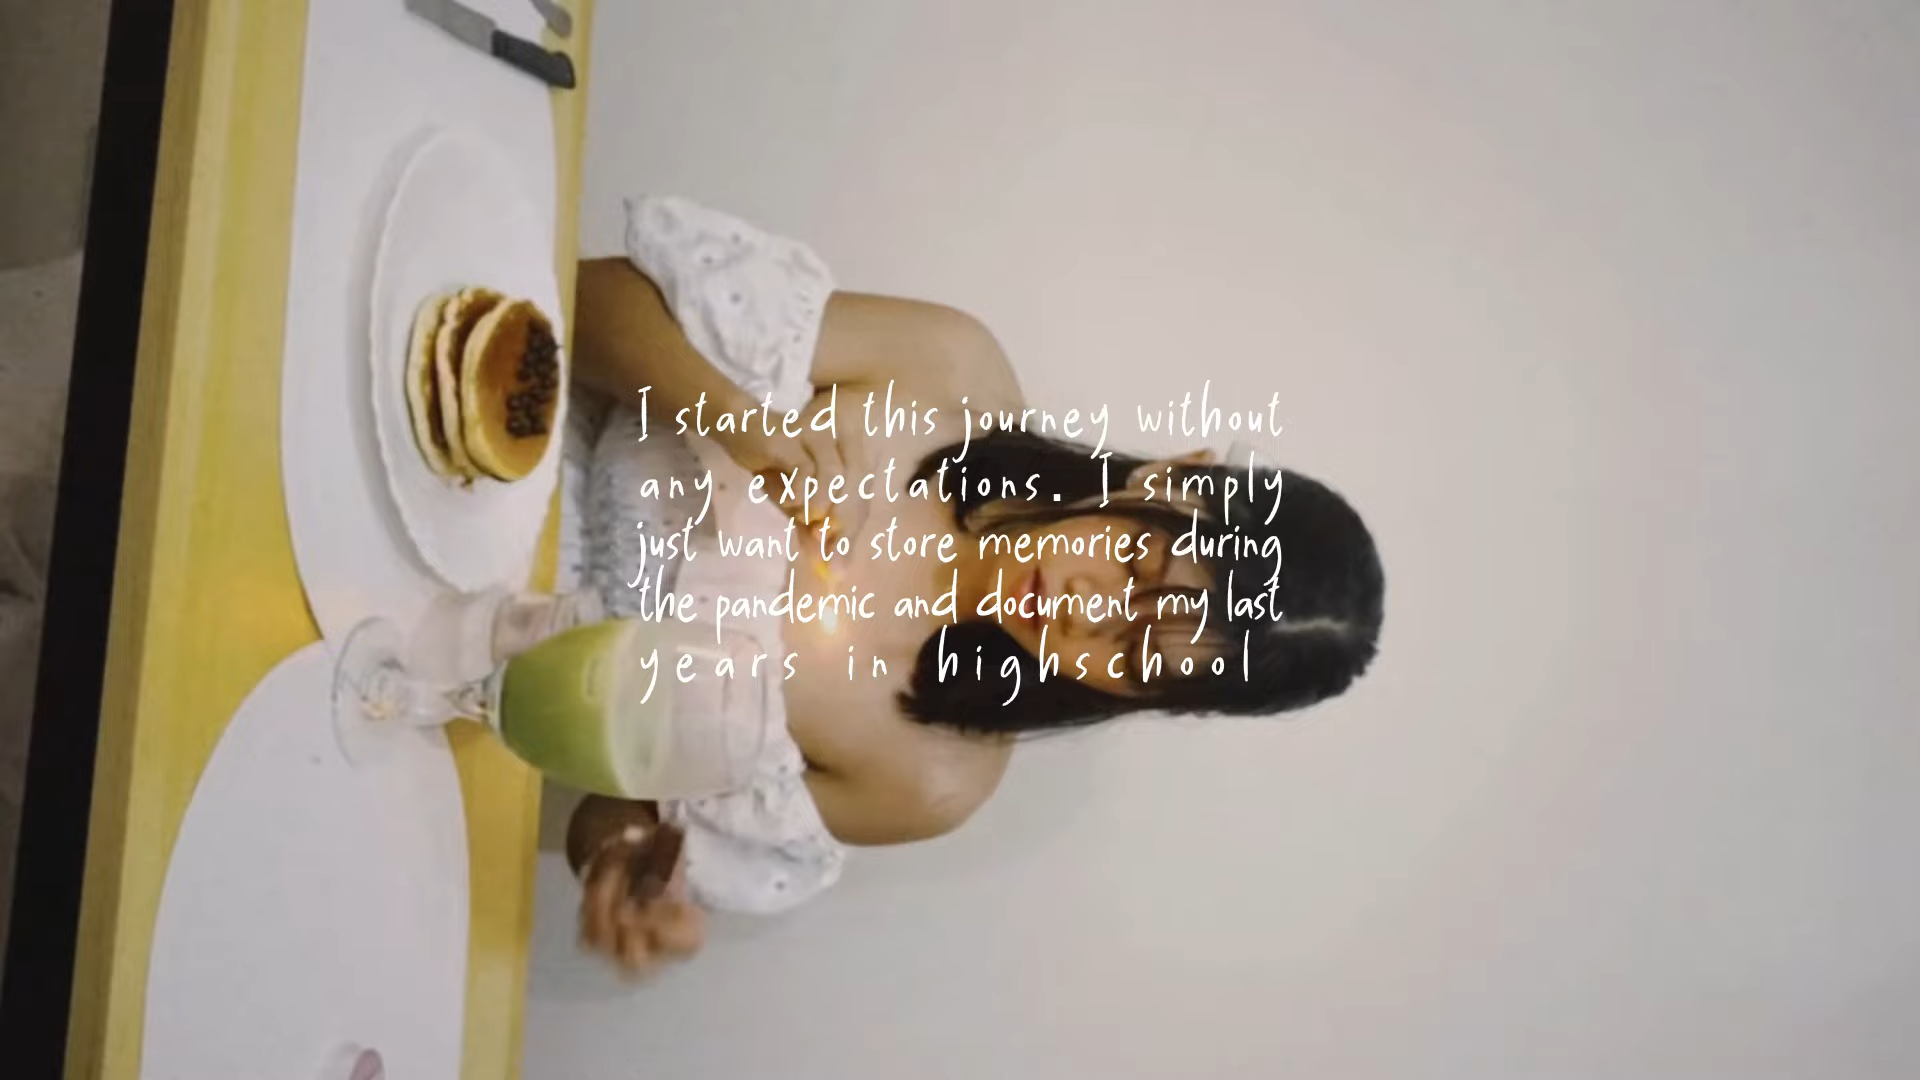 I started this journey without
any expectations. I simply
just want to store memories during
the pandemic and document my last
years in highschool